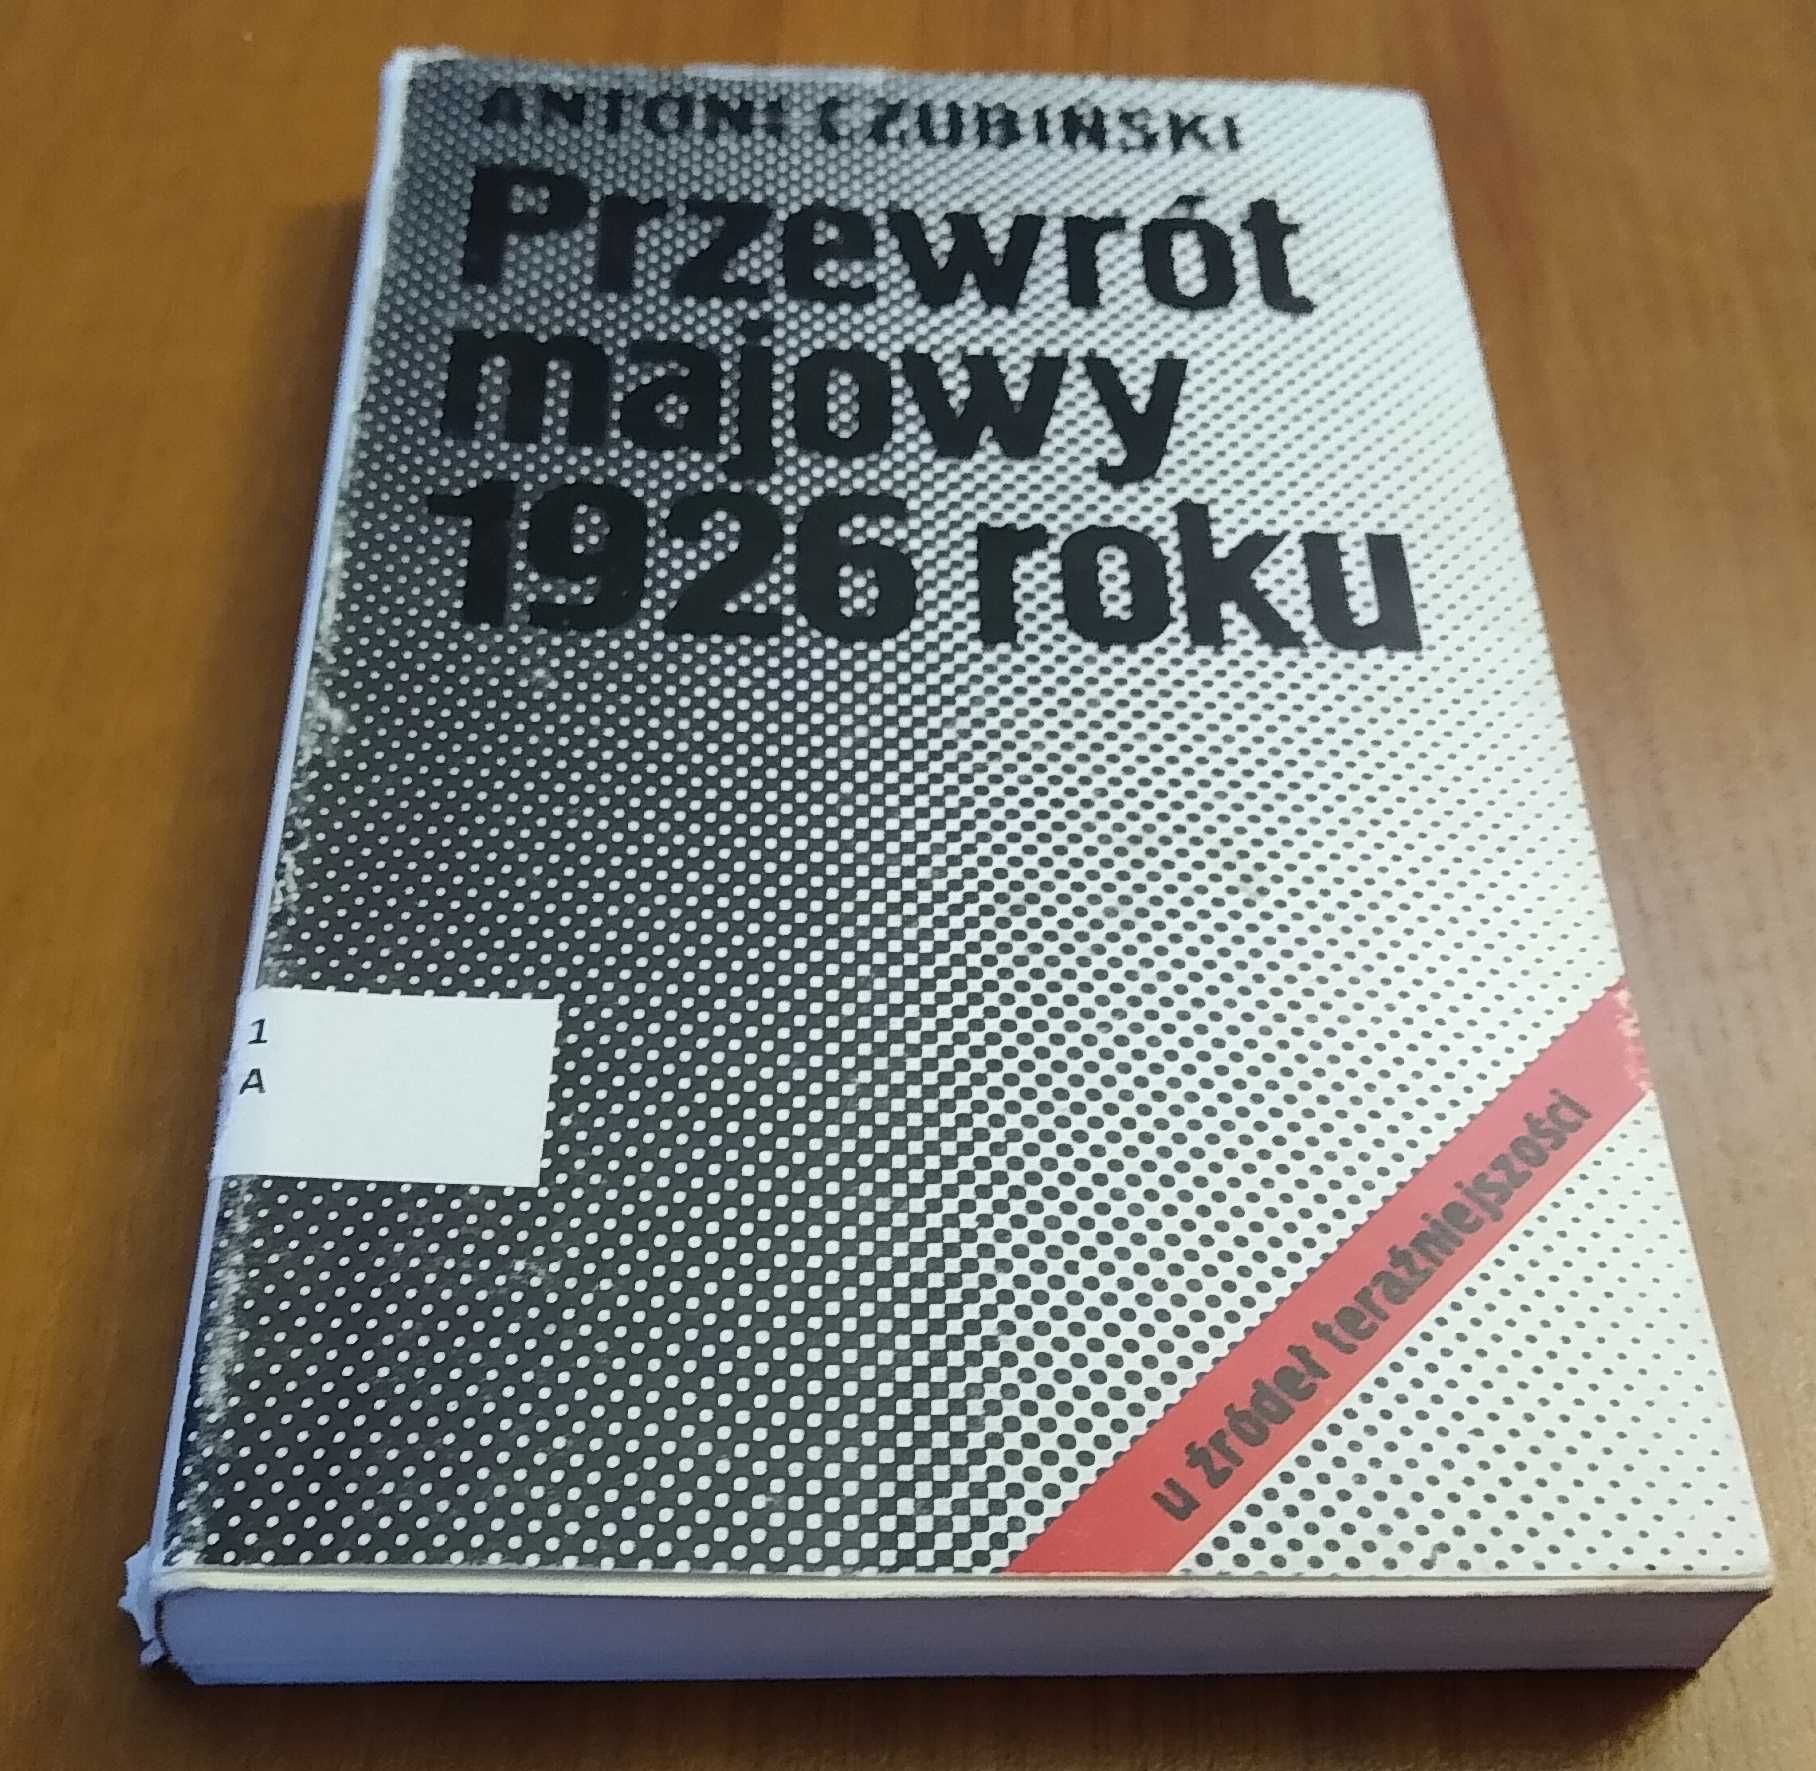 ANTONI CZUBIŃSKI
Przewrót
majowy
1926 roku
1
A
u źródeł teraźniejszości